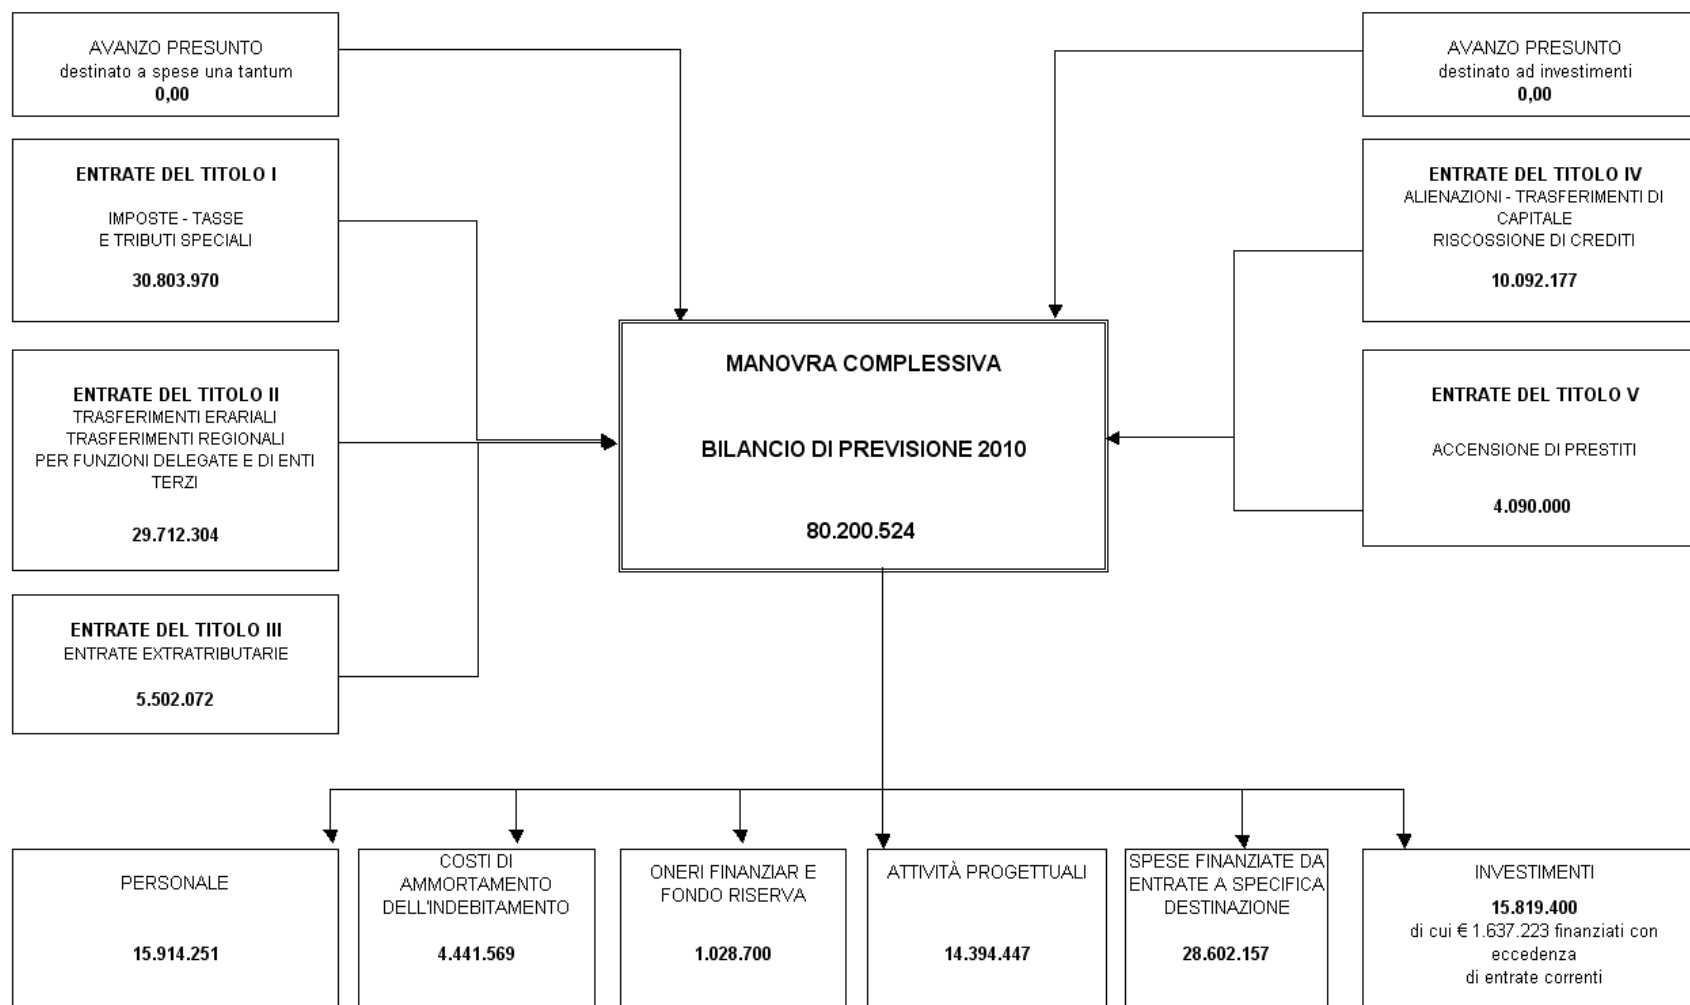 AVANZO PRESUNTO
destinato a spese una tantum
0,00
AVANZO PRESUNTO
destinato ad investimenti
0,00
ENTRATE DEL TITOLO I
IMPOSTE - TASSE
E TRIBUTI SPECIALI
30.803.970
ENTRATE DEL TITOLO IV
ALIENAZIONI - TRASFERIMENTI DI
CAPITALE
RISCOSSIONE DI CREDITI
10.092.177
ENTRATE DEL TITOLO II
TRASFERIMENTI ERARIALI
TRASFERIMENTI REGIONALI
PER FUNZIONI DELEGATE E DI ENTI
TERZI
29.712.304
MANOVRA COMPLESSIVA
BILANCIO DI PREVISIONE 2010
80.200.524
ENTRATE DEL TITOLO V
ACCENSIONE DI PRESTITI
4.090.000
ENTRATE DEL TITOLO III
ENTRATE EXTRATRIBUTARIE
5.502.072
PERSONALE
15.914.251
COSTI DI
AMMORTAMENTO
DELL'INDEBITAMENTO
4.441.569
ONERI FINANZIAR E
FONDO RISERVA
1.028.700
ATTIVITÀ PROGETTUALI
14.394.447
SPESE FINANZIATE DA
ENTRATE A SPECIFICA
DESTINAZIONE
28.602.157
INVESTIMENTI
15.819.400
di cui € 1.637.223 finanziati con
eccedenza
di entrate correnti